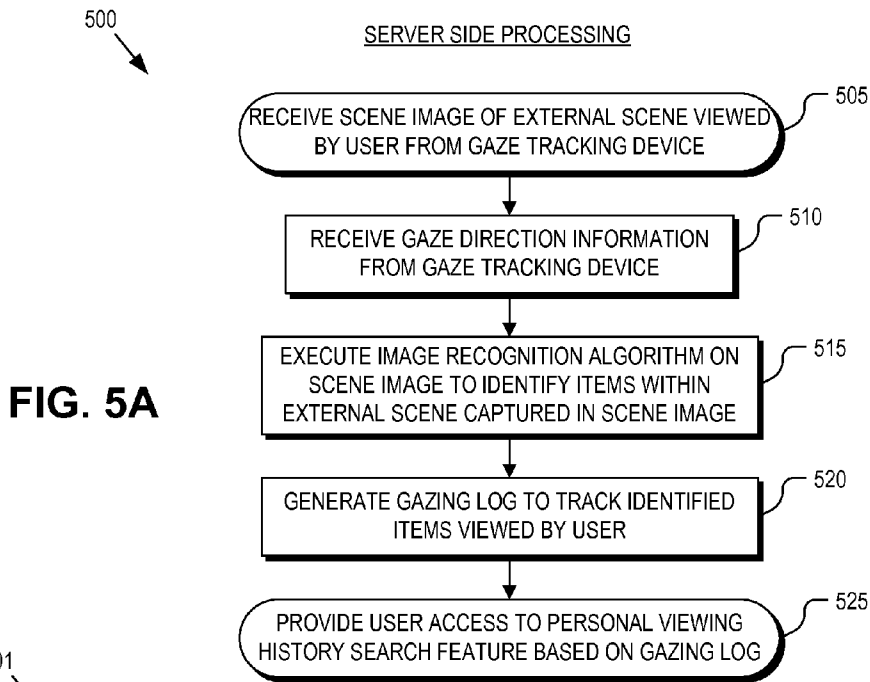 500
SERVER SIDE PROCESSING
RECEIVE SCENE IMAGE OF EXTERNAL SCENE VIEWED
BY USER FROM GAZE TRACKING DEVICE
505
RECEIVE GAZE DIRECTION INFORMATION
FROM GAZE TRACKING DEVICE
510
EXECUTE IMAGE RECOGNITION ALGORITHM ON
SCENE IMAGE TO IDENTIFY ITEMS WITHIN
EXTERNAL SCENE CAPTURED IN SCENE IMAGE
515
FIG. 5A
GENERATE GAZING LOG TO TRACK IDENTIFIED
ITEMS VIEWED BY USER
520
PROVIDE USER ACCESS TO PERSONAL VIEWING
HISTORY SEARCH FEATURE BASED ON GAZING LOG
525